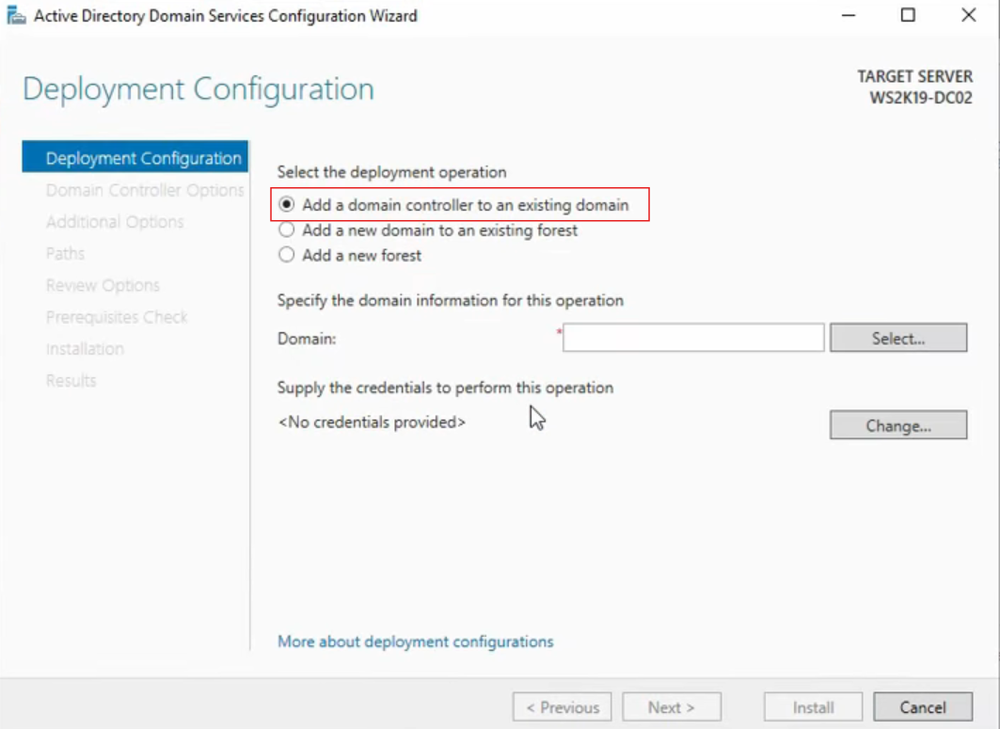 Active Directory Domain Services Configuration Wizard
Deployment Configuration
TARGET SERVER
WS2K19-DC02
Deployment Configuration
Domain Controller Options
Additional Options
Paths
Review Options
Prerequisites Check
Installation
Results
Select the deployment operation
Add a domain controller to an existing domain
Add a new domain to an existing forest
Add a new forest
Specify the domain information for this operation
Domain: *
Select...
Supply the credentials to perform this operation
<No credentials provided>
Change...
More about deployment configurations
< Previous Next > Install Cancel